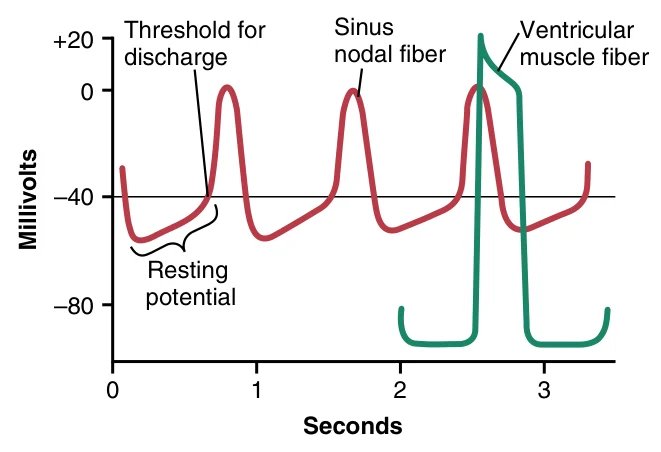 Threshold for
discharge
Sinus
nodal fiber
Ventricular
muscle fiber
+20
0
–40
–80
Millivolts
Resting
potential
0
1
2
3
Seconds